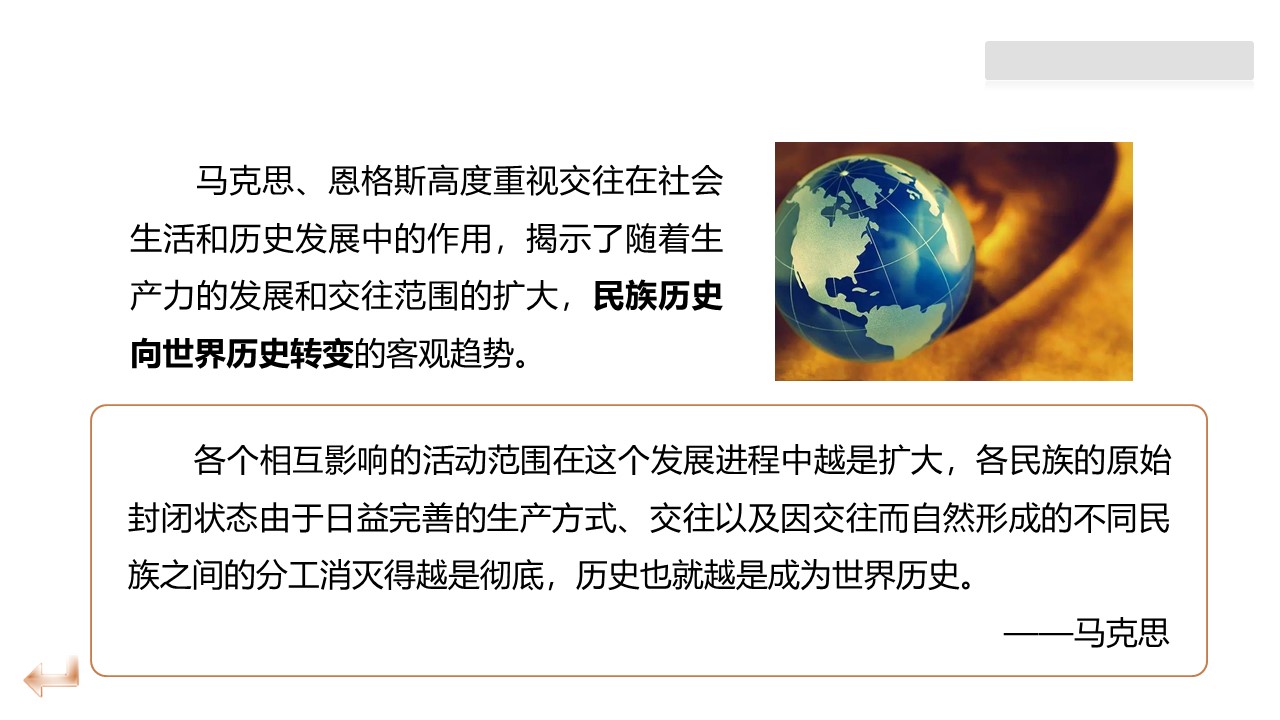 马克思、恩格斯高度重视交往在社会
生活和历史发展中的作用，揭示了随着生
产力的发展和交往范围的扩大，民族历史
向世界历史转变的客观趋势。
各个相互影响的活动范围在这个发展进程中越是扩大，各民族的原始
封闭状态由于日益完善的生产方式、交往以及因交往而自然形成的不同民
族之间的分工消灭得越是彻底，历史也就越是成为世界历史。
——马克思